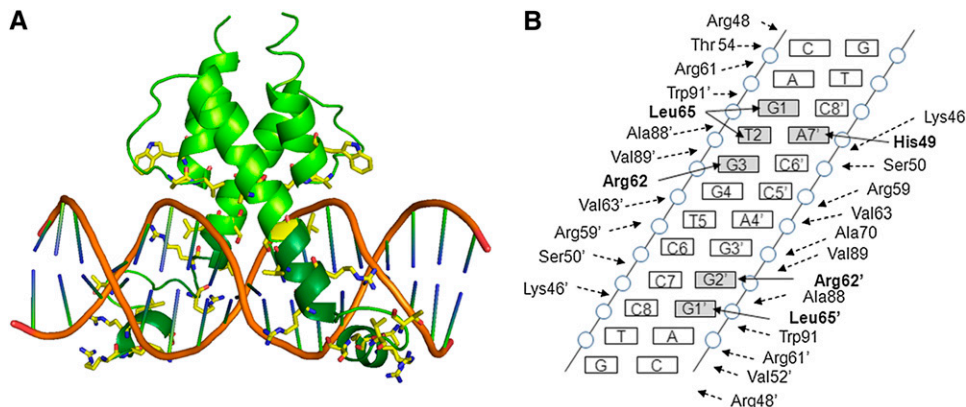 A
B
Arg48
Thr 54
C G
Arg61
A T
Trp91'
Leu65
G1 C8'
Lys46
Ala88'
T2 A7'
His49
Val89'
G3 C6'
Ser50
Arg62
G4 C5'
Arg59
Val63'
T5 A4'
Val63
Arg59'
Ala70
C6 G3'
Val89
Ser50'
C7 G2'
Arg62'
Lys46'
Ala88
C8 G1'
Leu65'
T A
Trp91
Arg61'
G C
Val52'
Arg48'